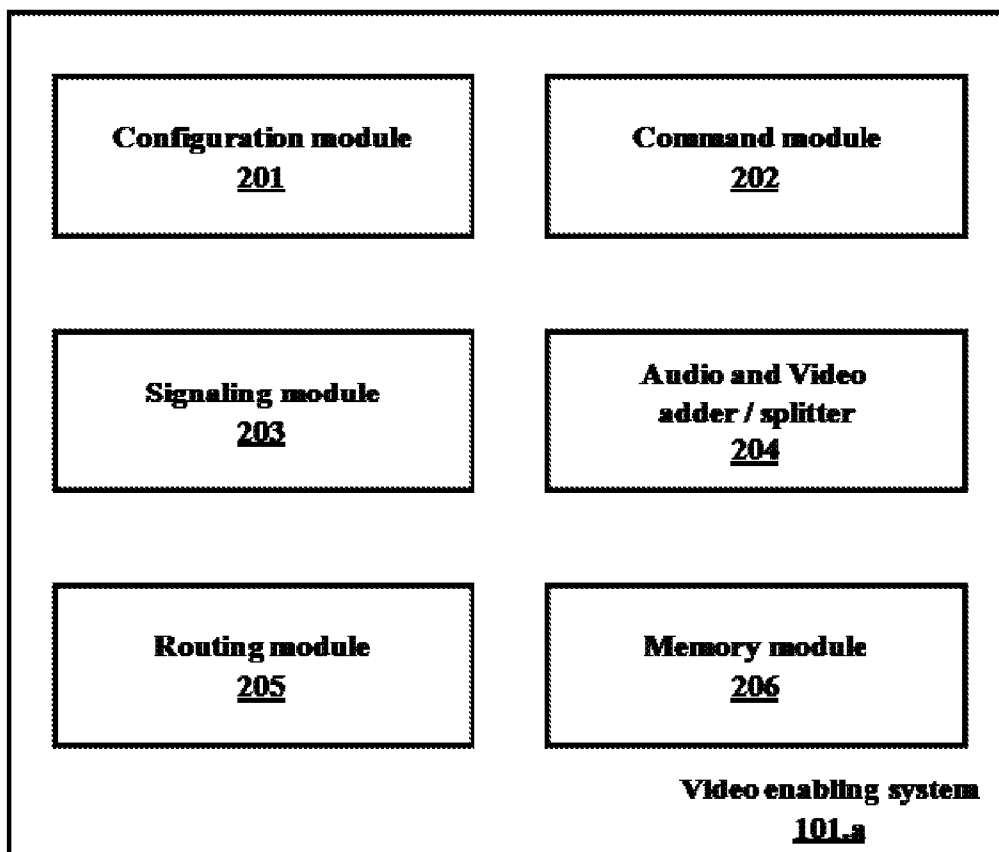 Configuration module
201
Command module
202
Signaling module
203
Audio and Video
adder / splitter
204
Routing module
205
Memory module
206
Video enabling system
101.a